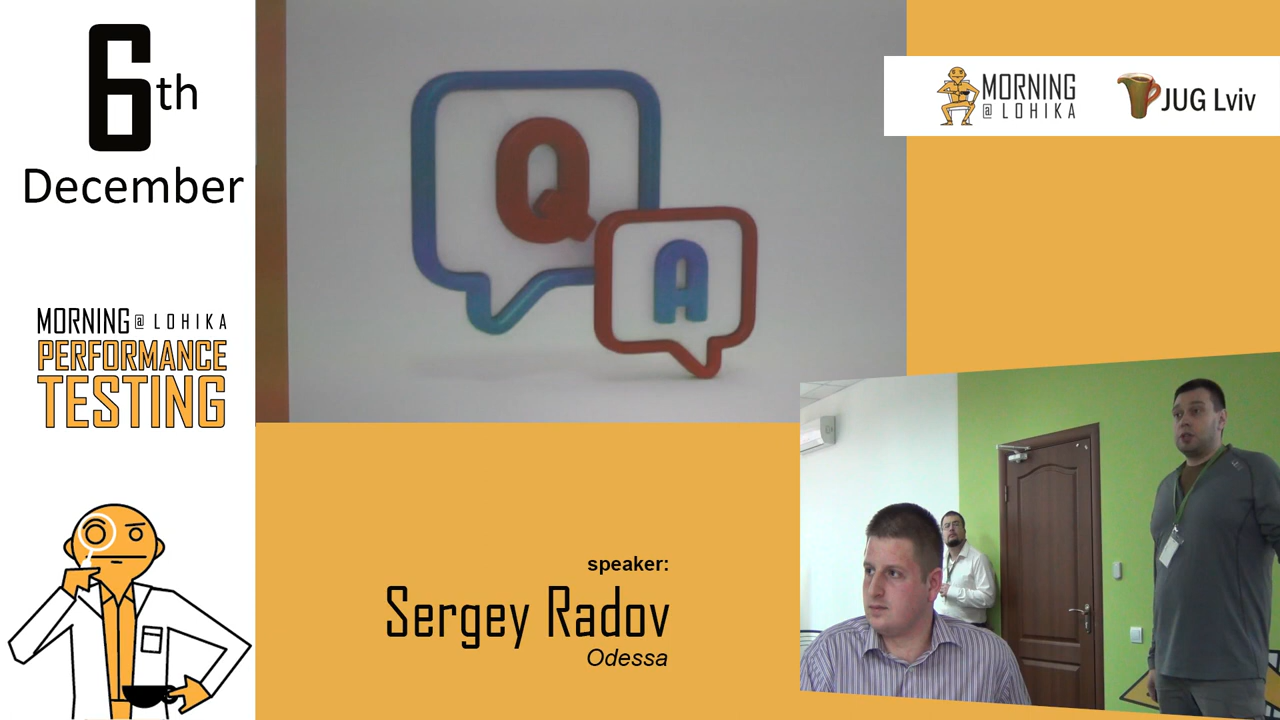 6th
December
MORNING @ LOHIKA
PERFORMANCE
TESTING
Q
A
MORNING
@ LOHIKA
JUG Lviv
speaker:
Sergey Radov
Odessa